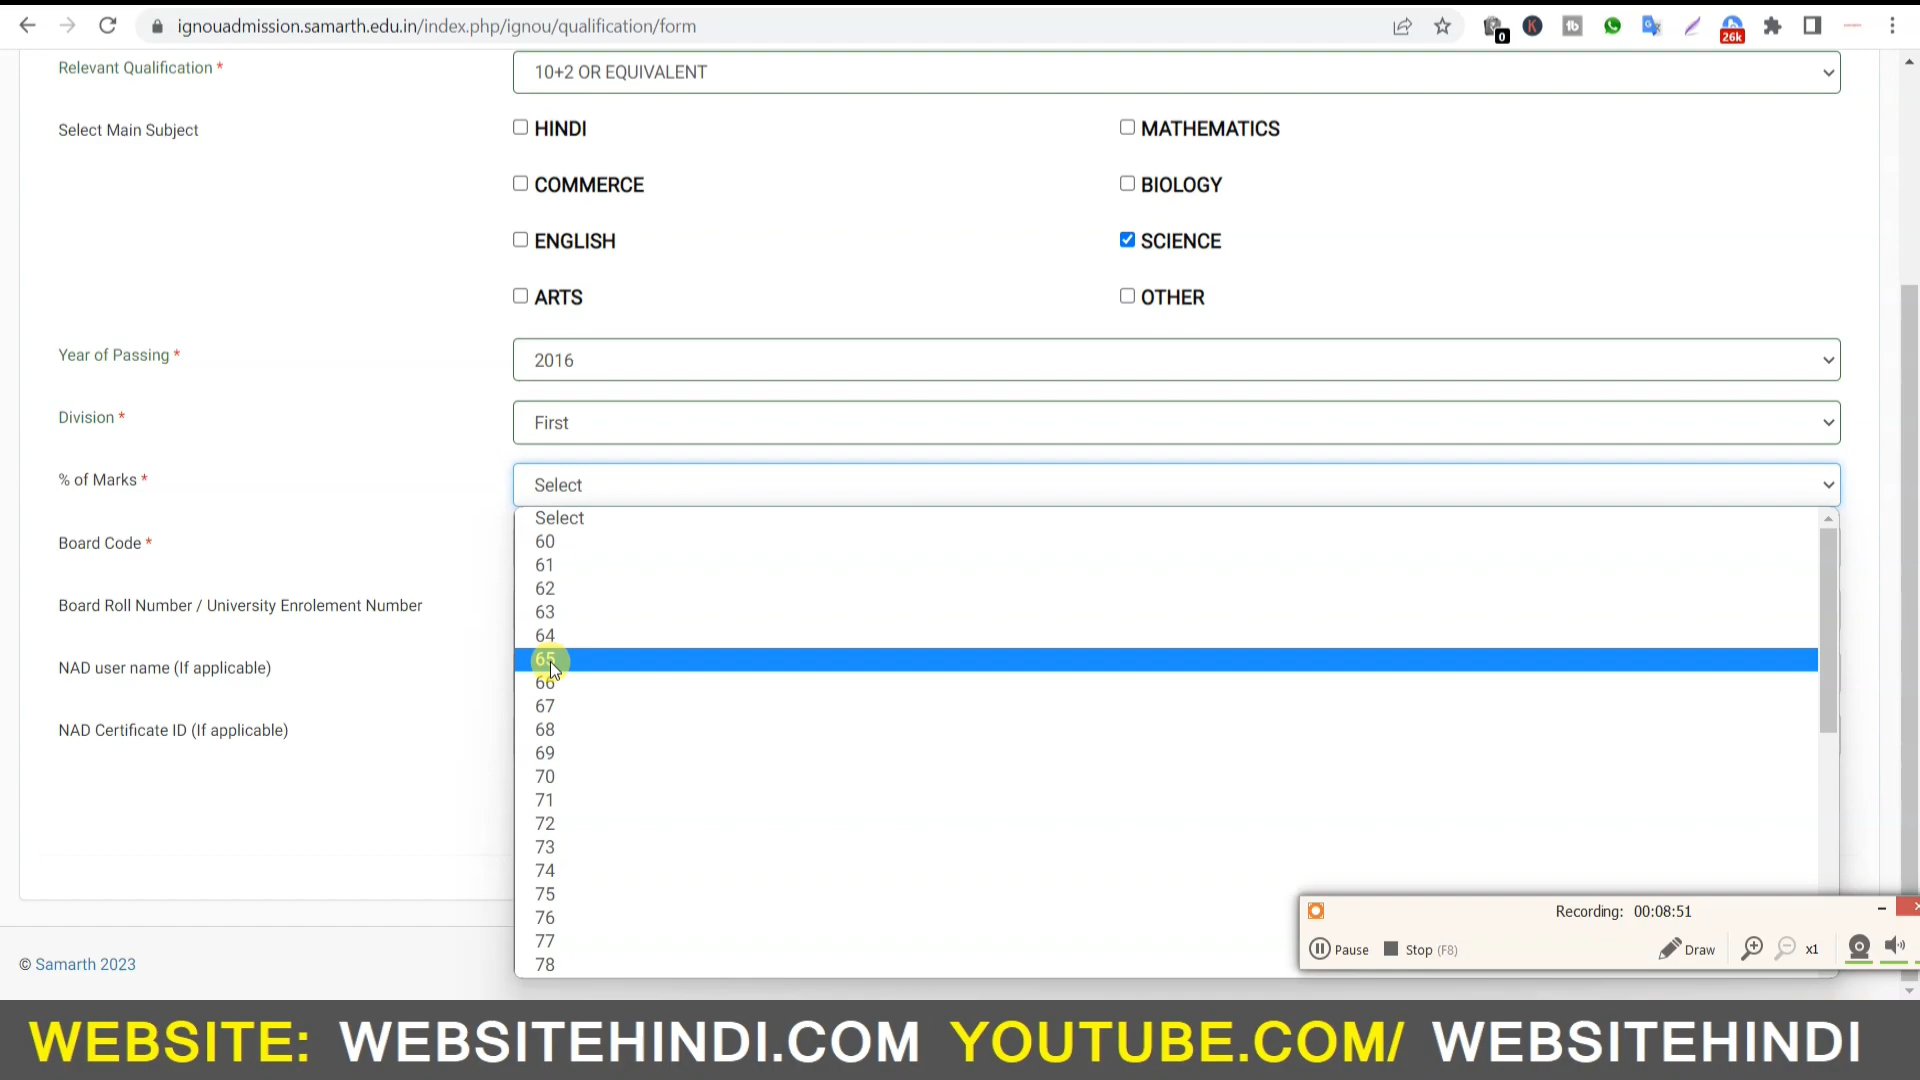 ignouadmission.samarth.edu.in/index.php/ignou/qualification/form
0
K
tb
26k
Relevant Qualification *
10+2 OR EQUIVALENT
Select Main Subject
HINDI
MATHEMATICS
COMMERCE
BIOLOGY
ENGLISH
SCIENCE
ARTS
OTHER
Year of Passing *
2016
Division *
First
% of Marks *
Select
Select
60
61
62
63
64
65
66
67
68
69
70
71
72
73
74
75
76
77
78
Board Code *
Board Roll Number / University Enrolement Number
NAD user name (If applicable)
NAD Certificate ID (If applicable)
Recording: 00:08:51
Pause
Stop (F8)
Draw
x1
© Samarth 2023
WEBSITE: WEBSITEHINDI.COM YOUTUBE.COM/ WEBSITEHINDI